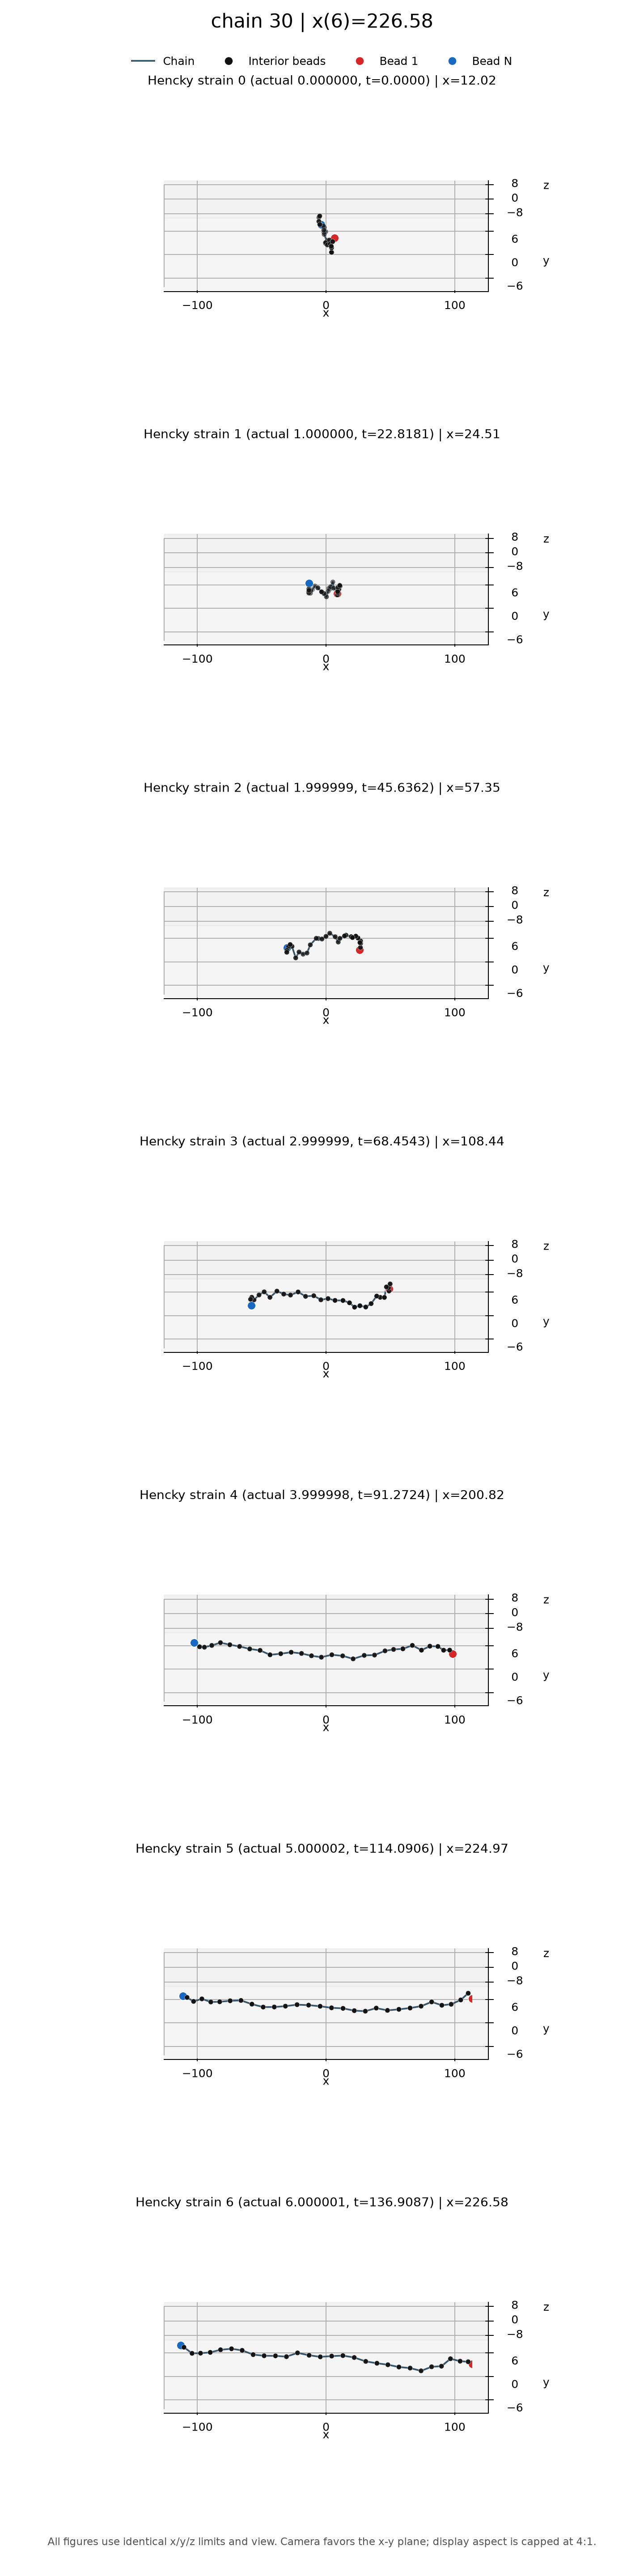 chain 30 | x(6)=226.58
Chain Interior beads Bead 1 Bead N
Hencky strain 0 (actual 0.000000, t=0.0000) | x=12.02
8 z
0
−8
6
0 y
−6
−100 0 100
x
Hencky strain 1 (actual 1.000000, t=22.8181) | x=24.51
8 z
0
−8
6
0 y
−6
−100 0 100
x
Hencky strain 2 (actual 1.999999, t=45.6362) | x=57.35
8 z
0
−8
6
0 y
−6
−100 0 100
x
Hencky strain 3 (actual 2.999999, t=68.4543) | x=108.44
8 z
0
−8
6
0 y
−6
−100 0 100
x
Hencky strain 4 (actual 3.999998, t=91.2724) | x=200.82
8 z
0
−8
6
0 y
−6
−100 0 100
x
Hencky strain 5 (actual 5.000002, t=114.0906) | x=224.97
8 z
0
−8
6
0 y
−6
−100 0 100
x
Hencky strain 6 (actual 6.000001, t=136.9087) | x=226.58
8 z
0
−8
6
0 y
−6
−100 0 100
x
All figures use identical x/y/z limits and view. Camera favors the x-y plane; display aspect is capped at 4:1.